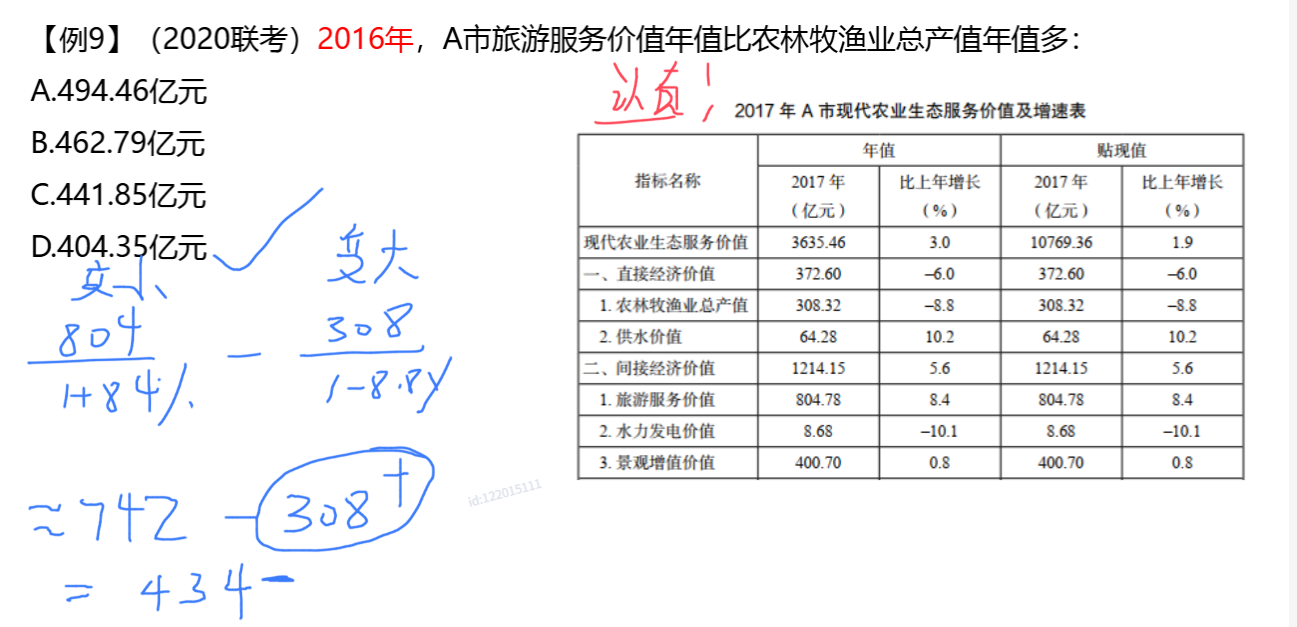 【例9】（2020联考）2016年，A市旅游服务价值年值比农林牧渔业总产值年值多：
A.494.46亿元
B.462.79亿元
C.441.85亿元
D.404.35亿元
2017 年 A 市现代农业生态服务价值及增速表
指标名称 年值 贴现值
2017 年（亿元） 比上年增长（%） 2017 年（亿元） 比上年增长（%）
现代农业生态服务价值 3635.46 3.0 10769.36 1.9
一、直接经济价值 372.60 –6.0 372.60 –6.0
1. 农林牧渔业总产值 308.32 –8.8 308.32 –8.8
2. 供水价值 64.28 10.2 64.28 10.2
二、间接经济价值 1214.15 5.6 1214.15 5.6
1. 旅游服务价值 804.78 8.4 804.78 8.4
2. 水力发电价值 8.68 –10.1 8.68 –10.1
3. 景观增值价值 400.70 0.8 400.70 0.8
变小 变大
804 － 308
1+8.4% 1-8.8%
≈742 － 308+
= 434-
id:122015111